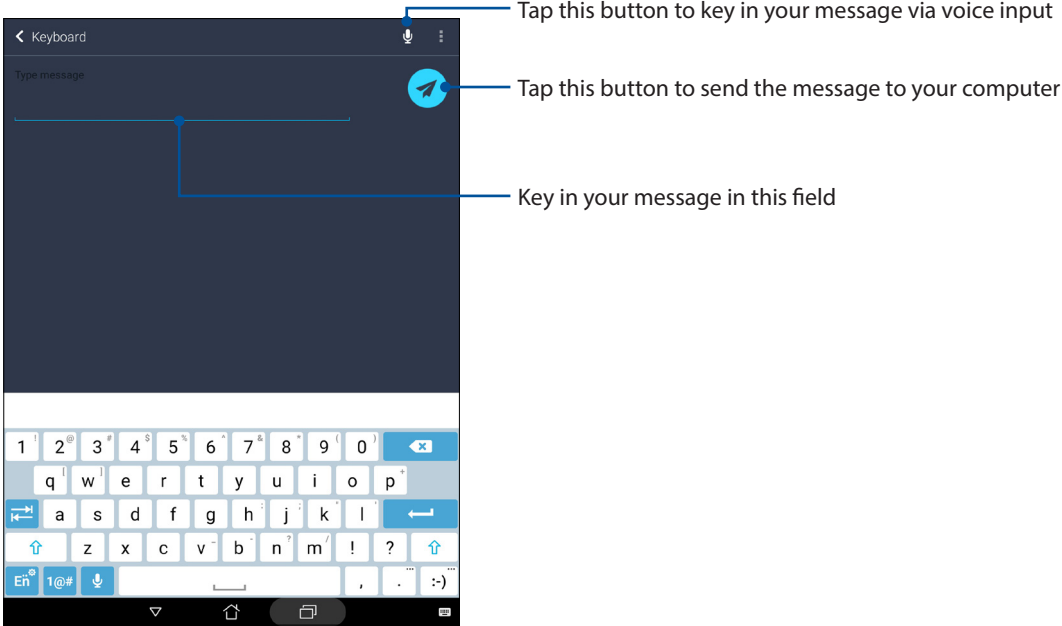 Tap this button to key in your message via voice input
Keyboard
Type message
Tap this button to send the message to your computer
Key in your message in this field
1 ! 2 @ 3 # 4 $ 5 % 6 ^ 7 & 8 * 9 ( 0 )
q [ w ] e r t y u i o p +
a s d f g h : j ; k " l '
z x c v - b n ? m / ! ?
En 1@# , . ... :-) ...